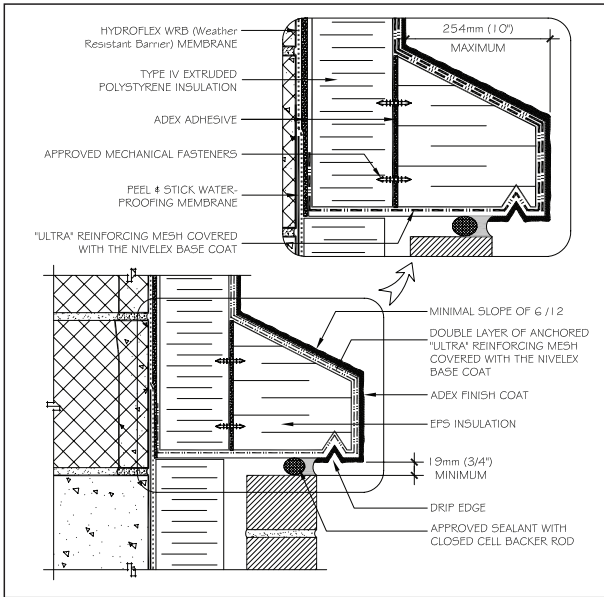 HYDROFLEX WRB (Weather
Resistant Barrier) MEMBRANE
TYPE IV EXTRUDED
POLYSTYRENE INSULATION
ADEX ADHESIVE
APPROVED MECHANICAL FASTENERS
PEEL & STICK WATER-
PROOFING MEMBRANE
"ULTRA" REINFORCING MESH COVERED
WITH THE NIVELEX BASE COAT
254mm (10")
MAXIMUM
MINIMAL SLOPE OF 6/12
DOUBLE LAYER OF ANCHORED
"ULTRA" REINFORCING MESH
COVERED WITH THE NIVELEX
BASE COAT
ADEX FINISH COAT
EPS INSULATION
19mm (3/4")
MINIMUM
DRIP EDGE
APPROVED SEALANT WITH
CLOSED CELL BACKER ROD